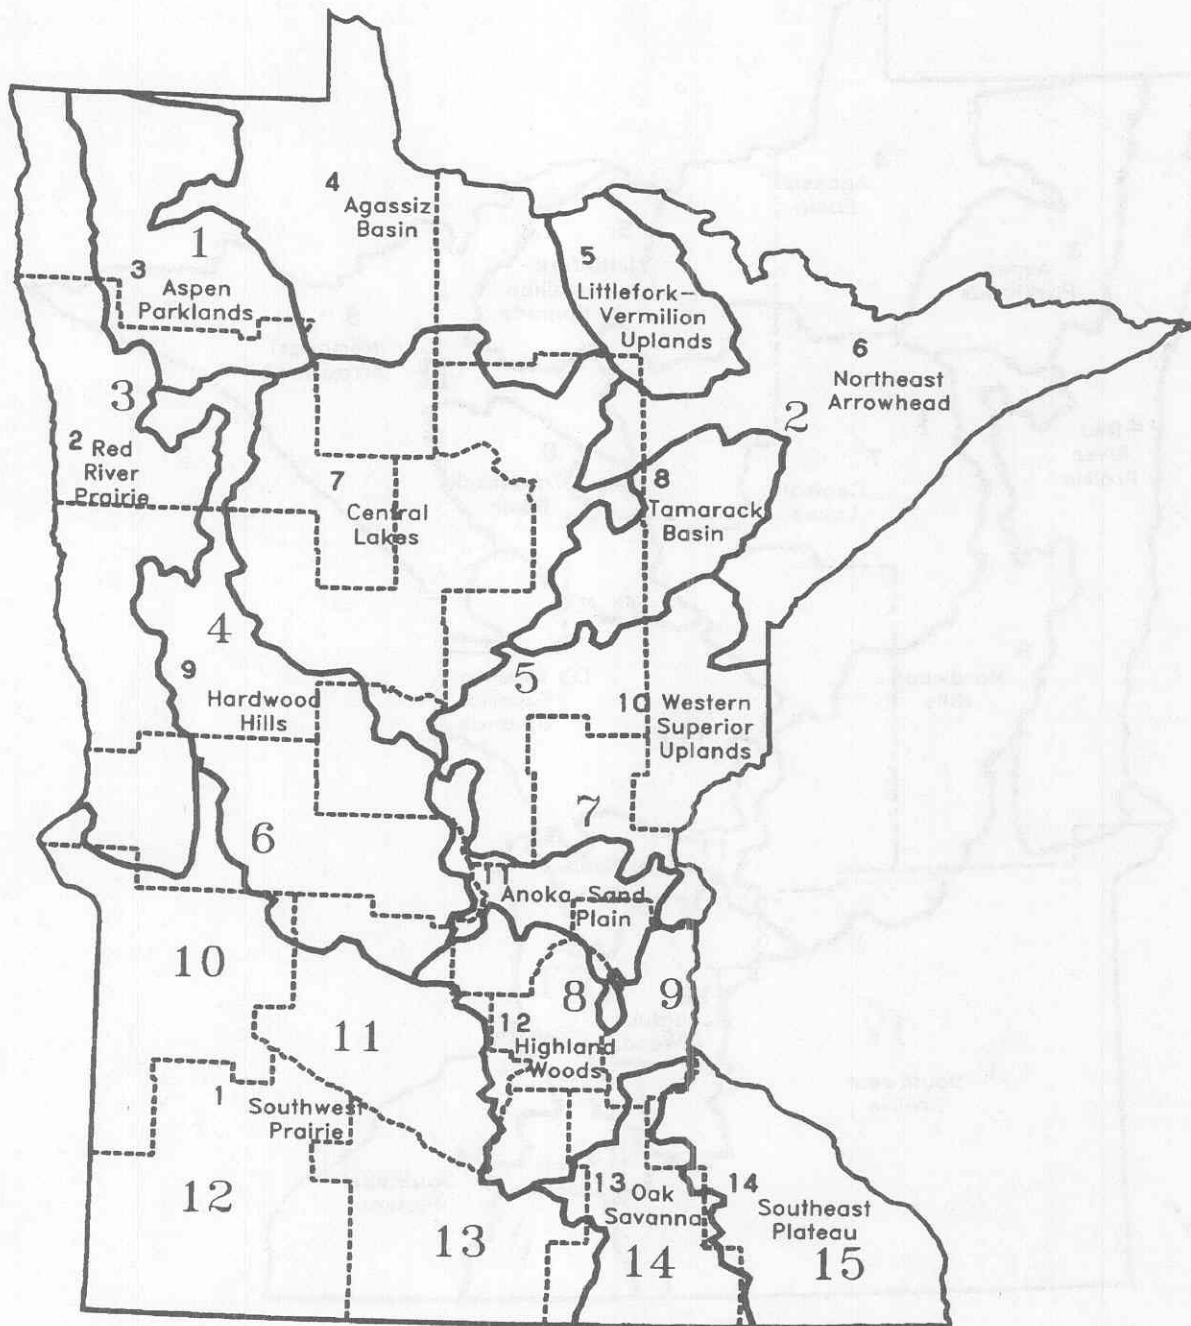 4
Agassiz
Basin
1
3
Aspen
Parklands
5
Littlefork—
Vermilion
Uplands
6
Northeast
Arrowhead
2
3
2 Red
River
Prairie
7
Central
Lakes
8
Tamarack
Basin
4
9
Hardwood
Hills
5
10 Western
Superior
Uplands
7
6
11
Anoka Sand
Plain
10
8
9
11
12
Highland
Woods
1
Southwest
Prairie
12
13
13
Oak
Savanna
14
14
Southeast
Plateau
15